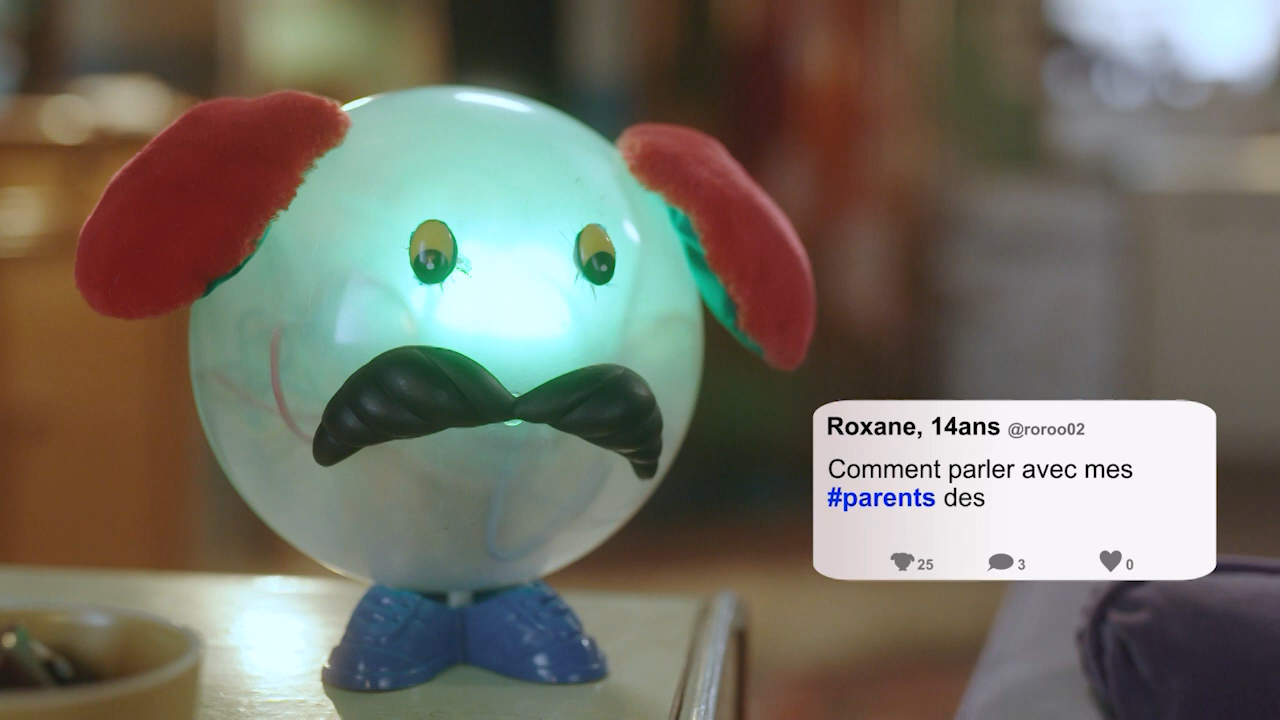 Roxane, 14ans @roroo02
Comment parler avec mes
#parents des
25 3 0